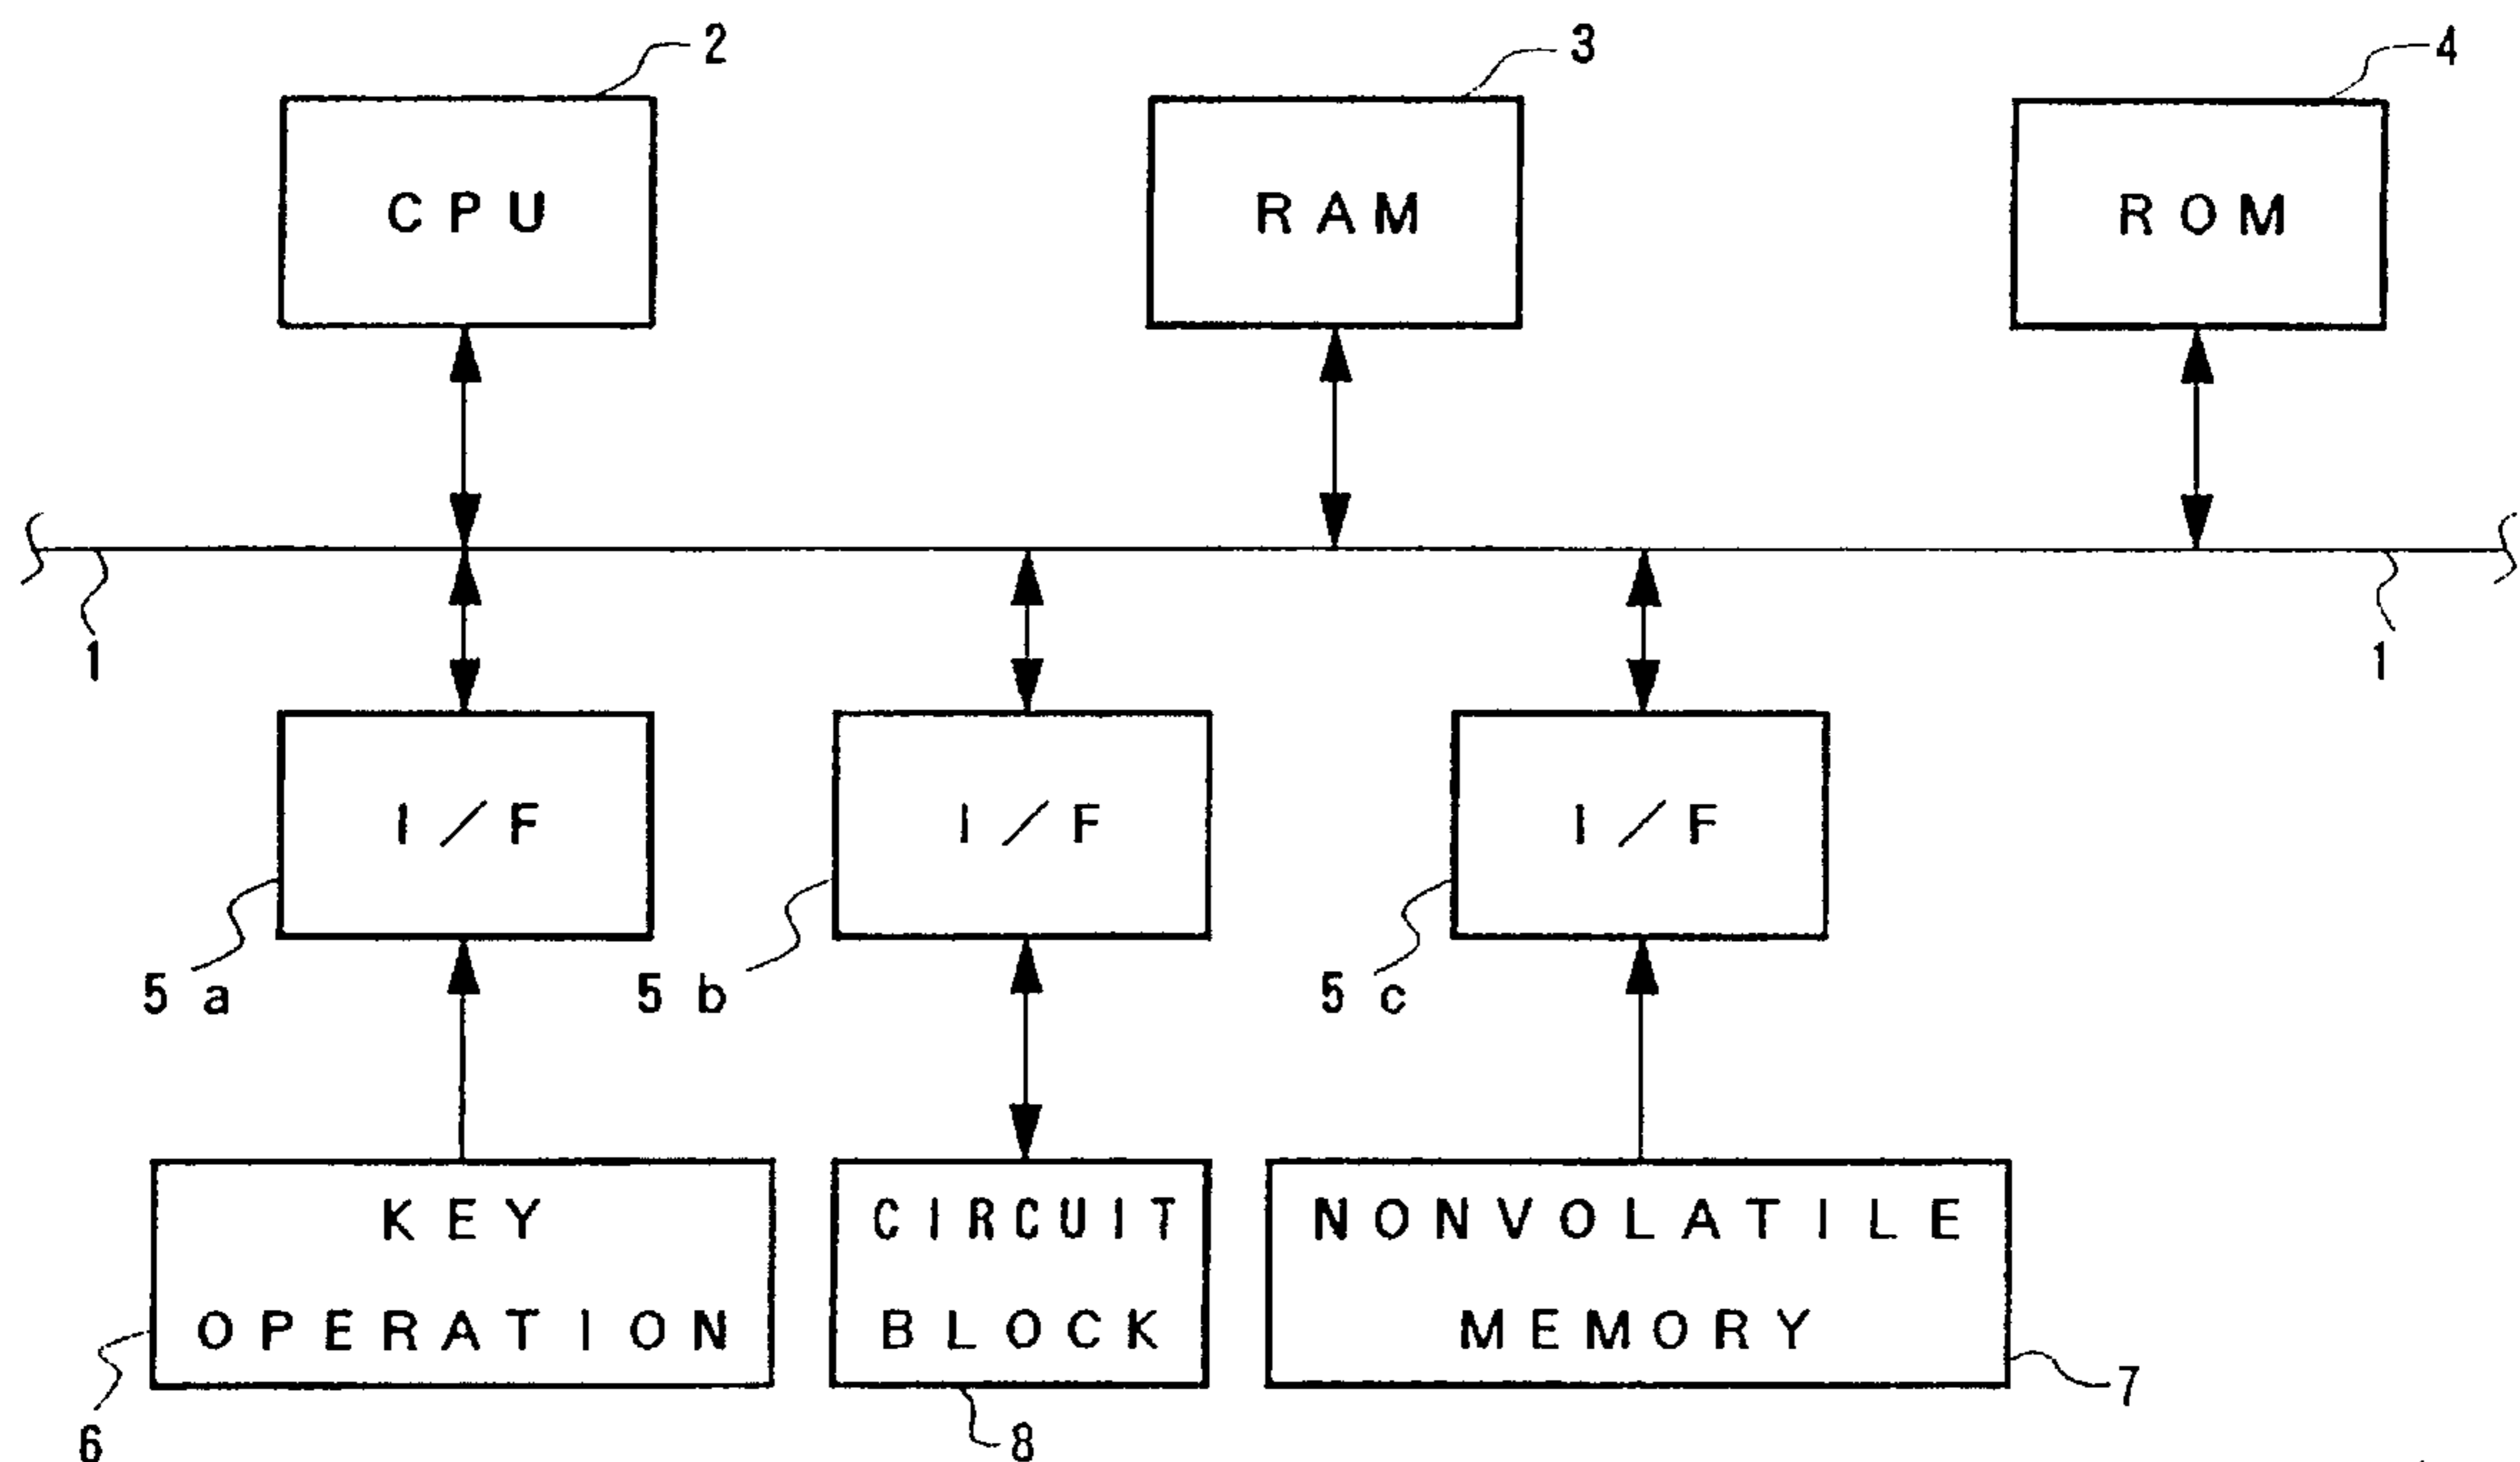 2
3
4
CPU
RAM
ROM
1
1
I/F
I/F
I/F
5a
5b
5c
KEY
OPERATION
CIRCUIT
BLOCK
NONVOLATILE
MEMORY
6
8
7